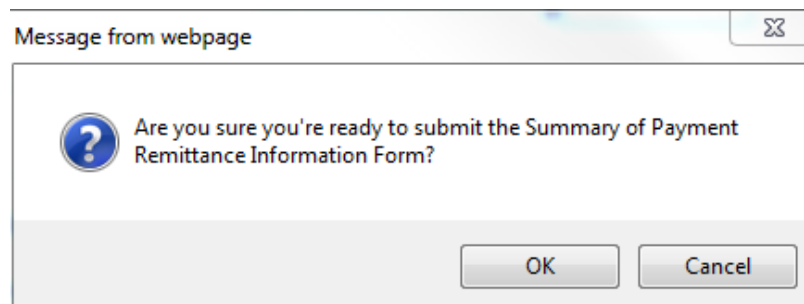 Message from webpage
Are you sure you're ready to submit the Summary of Payment
Remittance Information Form?
OK
Cancel